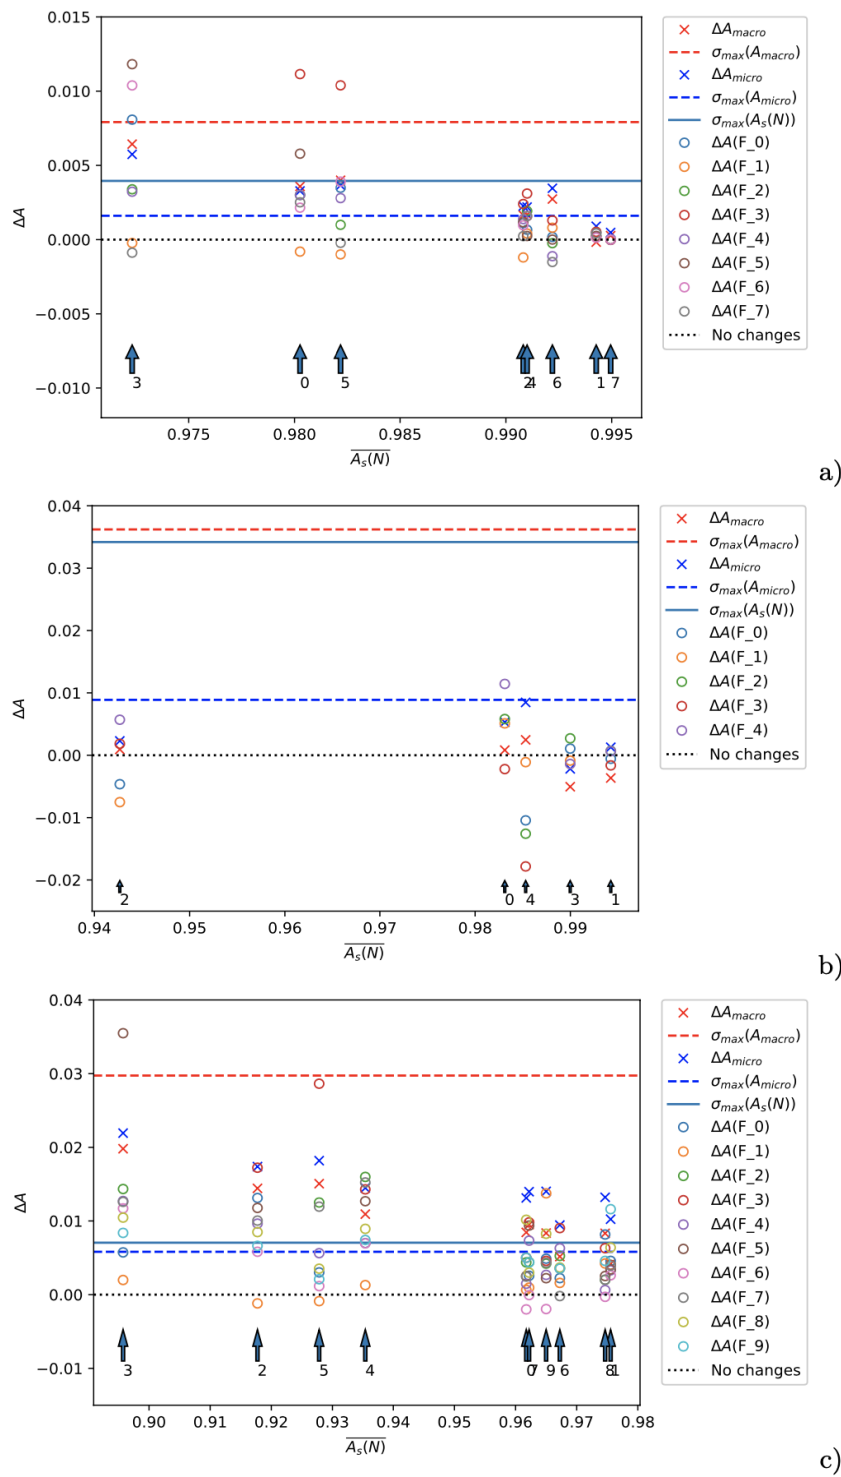 0.015
0.010
0.005
0.000
−0.005
−0.010
ΔA
3
0
5
2
4
6
1
7
0.975
0.980
0.985
0.990
0.995
A_s(N)
ΔA_macro
σ_max(A_macro)
ΔA_micro
σ_max(A_micro)
σ_max(A_s(N))
ΔA(F_0)
ΔA(F_1)
ΔA(F_2)
ΔA(F_3)
ΔA(F_4)
ΔA(F_5)
ΔA(F_6)
ΔA(F_7)
No changes
a)
0.04
0.03
0.02
0.01
0.00
−0.01
−0.02
ΔA
2
0
4
3
1
0.94
0.95
0.96
0.97
0.98
0.99
A_s(N)
ΔA_macro
σ_max(A_macro)
ΔA_micro
σ_max(A_micro)
σ_max(A_s(N))
ΔA(F_0)
ΔA(F_1)
ΔA(F_2)
ΔA(F_3)
ΔA(F_4)
No changes
b)
0.04
0.03
0.02
0.01
0.00
−0.01
ΔA
3
2
5
4
0
7
9
6
8
1
0.90
0.91
0.92
0.93
0.94
0.95
0.96
0.97
0.98
A_s(N)
ΔA_macro
σ_max(A_macro)
ΔA_micro
σ_max(A_micro)
σ_max(A_s(N))
ΔA(F_0)
ΔA(F_1)
ΔA(F_2)
ΔA(F_3)
ΔA(F_4)
ΔA(F_5)
ΔA(F_6)
ΔA(F_7)
ΔA(F_8)
ΔA(F_9)
No changes
c)